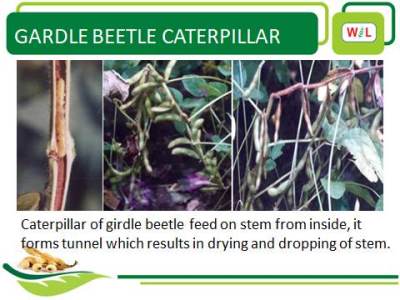 GARDLE BEETLE CATERPILLAR
WiL
Caterpillar of girdle beetle feed on stem from inside, it
forms tunnel which results in drying and dropping of stem.